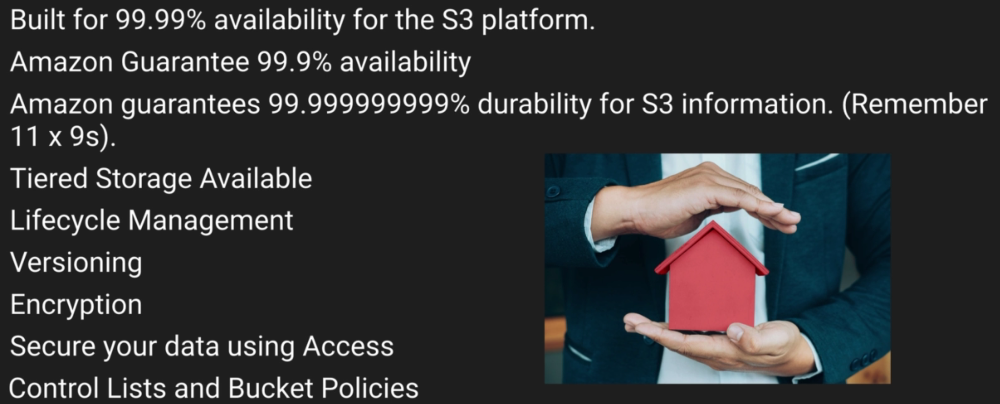 Built for 99.99% availability for the S3 platform.
Amazon Guarantee 99.9% availability
Amazon guarantees 99.999999999% durability for S3 information. (Remember
11 x 9s).
Tiered Storage Available
Lifecycle Management
Versioning
Encryption
Secure your data using Access
Control Lists and Bucket Policies